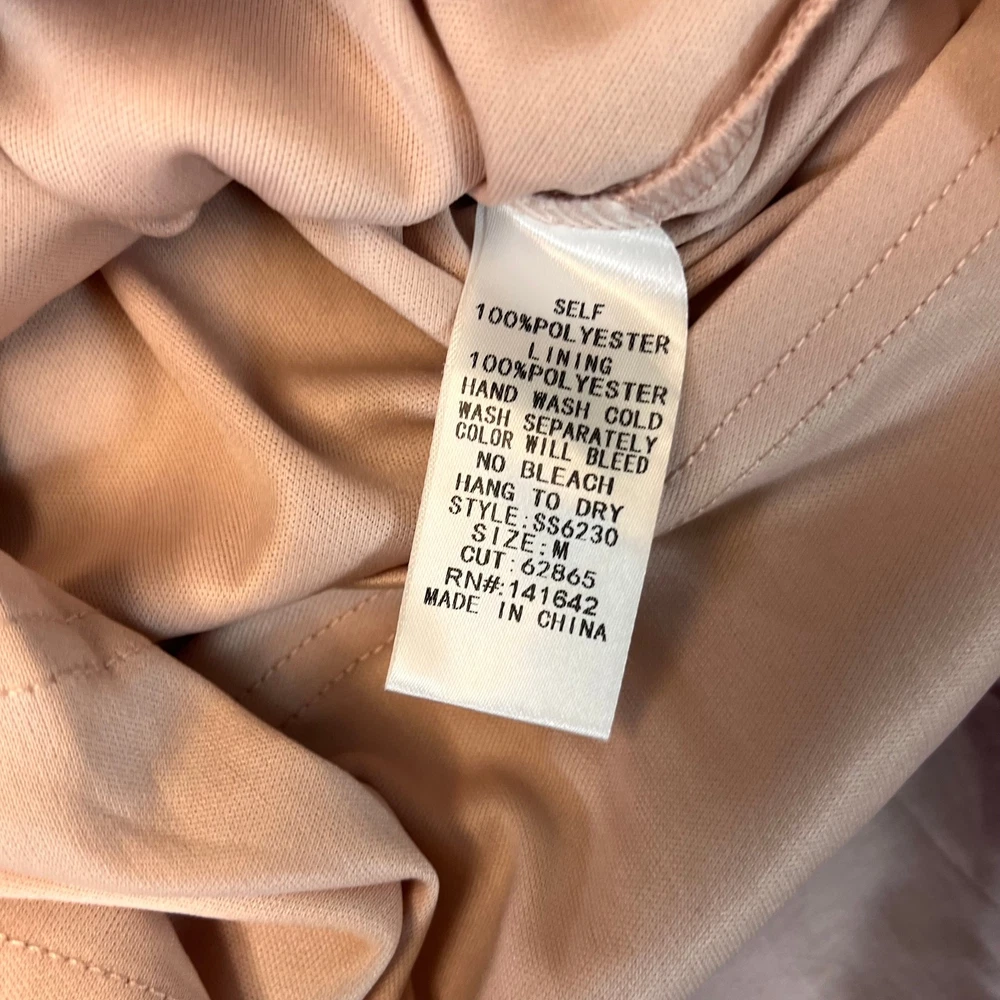 SELF
100%POLYESTER
LINING
100%POLYESTER
HAND WASH COLD
WASH SEPARATELY
COLOR WILL BLEED
NO BLEACH
HANG TO DRY
STYLE:SS6230
SIZE:M
CUT:62865
RN#:141642
MADE IN CHINA